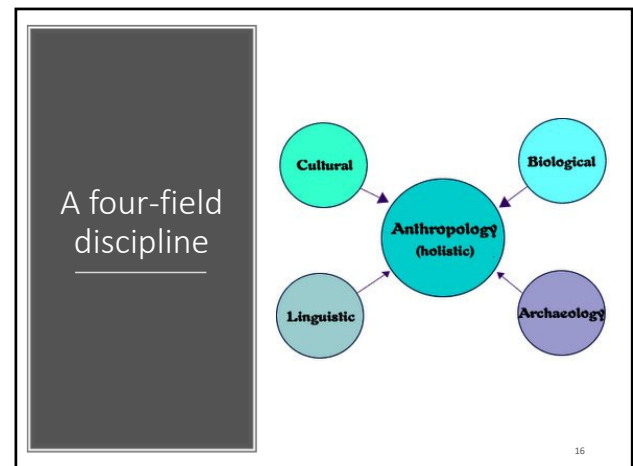 A four-field
discipline
Cultural
Biological
Anthropology
(holistic)
Linguistic
Archaeology
16